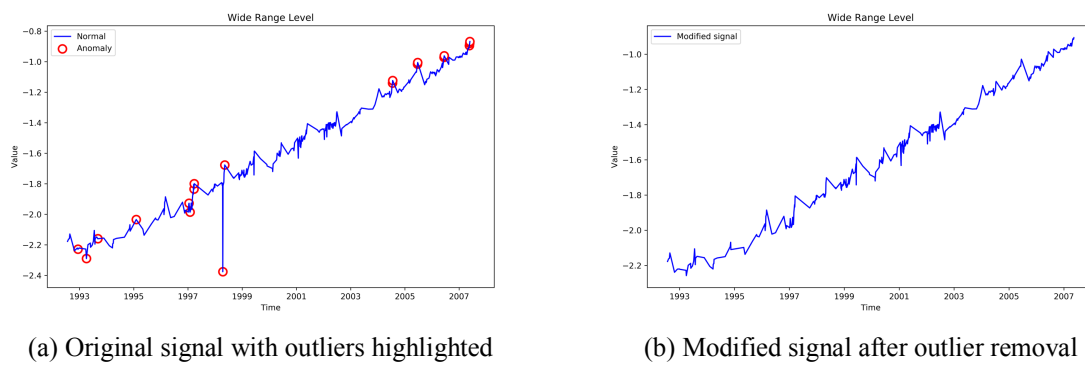 Wide Range Level
Normal
Anomaly
−0.8
−1.0
−1.2
−1.4
−1.6
−1.8
−2.0
−2.2
−2.4
Value
1993 1995 1997 1999 2001 2003 2005 2007
Time
(a) Original signal with outliers highlighted
Wide Range Level
Modified signal
−1.0
−1.2
−1.4
−1.6
−1.8
−2.0
−2.2
Value
1993 1995 1997 1999 2001 2003 2005 2007
Time
(b) Modified signal after outlier removal